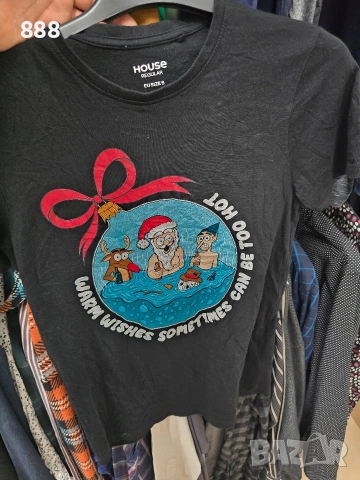 888
HOUSE
REGULAR
EU SIZE S
WARM WISHES SOMETIMES CAN BE TOO HOT
BAZAR